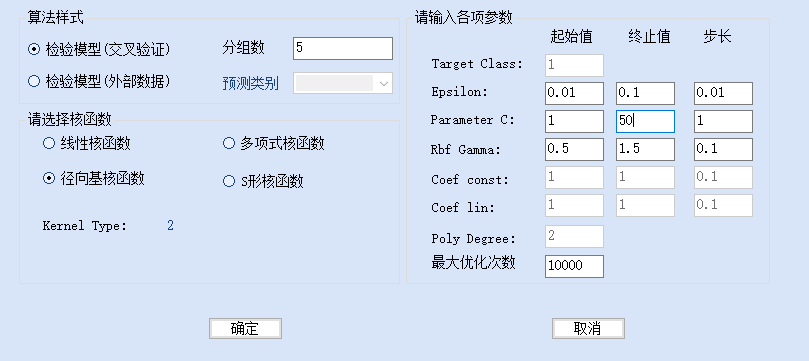 算法样式
检验模型(交叉验证) 分组数 5
检验模型(外部数据) 预测类别
请选择核函数
线性核函数 多项式核函数
径向基核函数 S形核函数
Kernel Type: 2
请输入各项参数
起始值 终止值 步长
Target Class: 1
Epsilon: 0.01 0.1 0.01
Parameter C: 1 50 1
Rbf Gamma: 0.5 1.5 0.1
Coef const: 1 1 0.1
Coef lin: 1 1 0.1
Poly Degree: 2
最大优化次数 10000
确定 取消